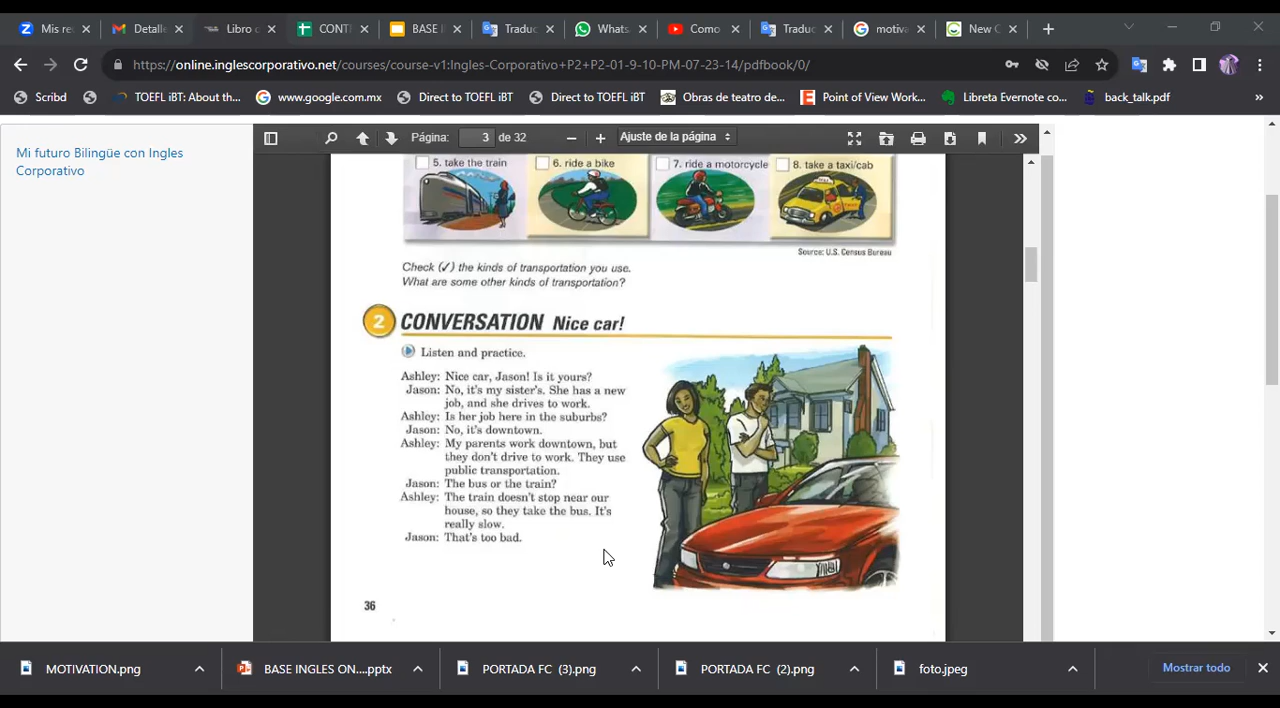 Mis re
Detalle
Libro
CONT
BASE I
Traduc
Whats
Como
Traduc
motiva
New C
https://online.inglescorporativo.net/courses/course-v1:Ingles-Corporativo+P2+P2-01-9-10-PM-07-23-14/pdfbook/0/
Scribd
TOEFL iBT: About th...
www.google.com.mx
Direct to TOEFL iBT
Direct to TOEFL iBT
Obras de teatro de...
Point of View Work...
Libreta Evernote co...
back_talk.pdf
»
Mi futuro Bilingüe con Ingles
Corporativo
Página: 3 de 32
Ajuste de la página
5. take the train
6. ride a bike
7. ride a motorcycle
8. take a taxi/cab
Source: U.S. Census Bureau
Check (✓) the kinds of transportation you use.
What are some other kinds of transportation?
2 CONVERSATION Nice car!
Listen and practice.
Ashley: Nice car, Jason! Is it yours?
Jason: No, it's my sister's. She has a new
job, and she drives to work.
Ashley: Is her job here in the suburbs?
Jason: No, it's downtown.
Ashley: My parents work downtown, but
they don't drive to work. They use
public transportation.
Jason: The bus or the train?
Ashley: The train doesn't stop near our
house, so they take the bus. It's
really slow.
Jason: That's too bad.
36
MOTIVATION.png
BASE INGLES ON....pptx
PORTADA FC (3).png
PORTADA FC (2).png
foto.jpeg
Mostrar todo